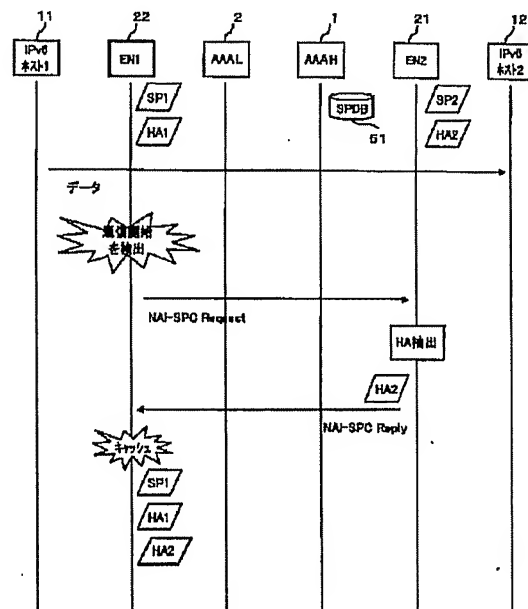 11
22
2
1
21
12
IPv6
ホスト1
EN1
AAAL
AAAH
EN2
IPv6
ホスト2
SP1
HA1
SPDB
51
SP2
HA2
データ
通信開始
を検出
NAI-SPC Request
HA抽出
HA2
NAI-SPC Reply
キャッシュ
SP1
HA1
HA2